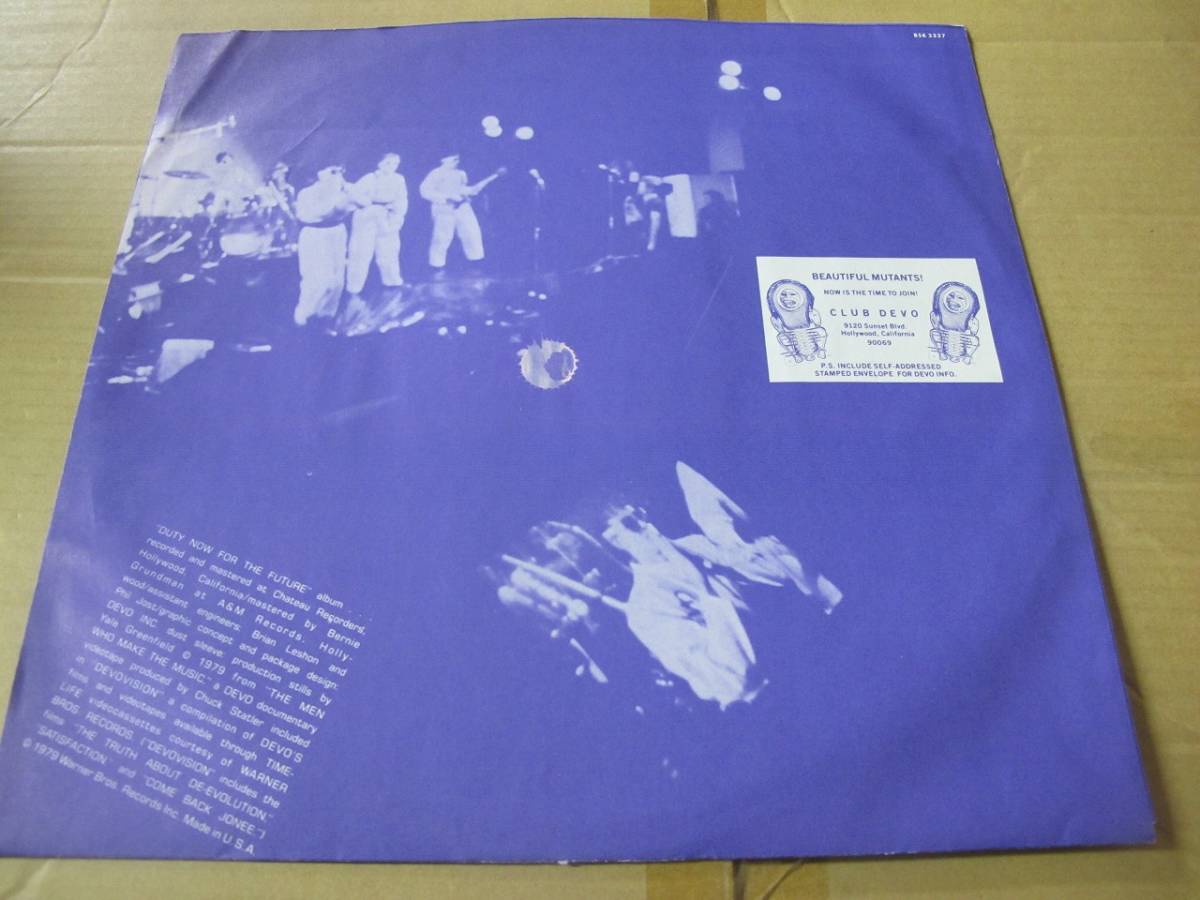 BSK 3337
BEAUTIFUL MUTANTS!
NOW IS THE TIME TO JOIN!
CLUB DEVO
9120 Sunset Blvd.
Hollywood, California
90069
P.S. INCLUDE SELF-ADDRESSED
STAMPED ENVELOPE FOR DEVO INFO.
"DUTY NOW FOR THE FUTURE" album . . .
recorded and mastered at Chateau Recorders,
Hollywood, California/mastered by Bernie
Grundman at A&M Records, Holly-
wood/assistant engineers: Brian Leshon and
Phil Jost/graphic concept and package design:
DEVO INC. dust sleeve: production stills by
Yale Greenfield © 1979 from "THE MEN
WHO MAKE THE MUSIC," a DEVO documentary
videotape produced by Chuck Statler included
in "DEVOVISION" a compilation of DEVO'S
films and videotapes available through TIME-
LIFE videocassettes courtesy of WARNER
BROS. RECORDS. ("DEVOVISION" includes the
films "THE TRUTH ABOUT DE-EVOLUTION,"
"SATISFACTION," and "COME BACK JONEE.")
© 1979 Warner Bros. Records Inc. Made in U.S.A.